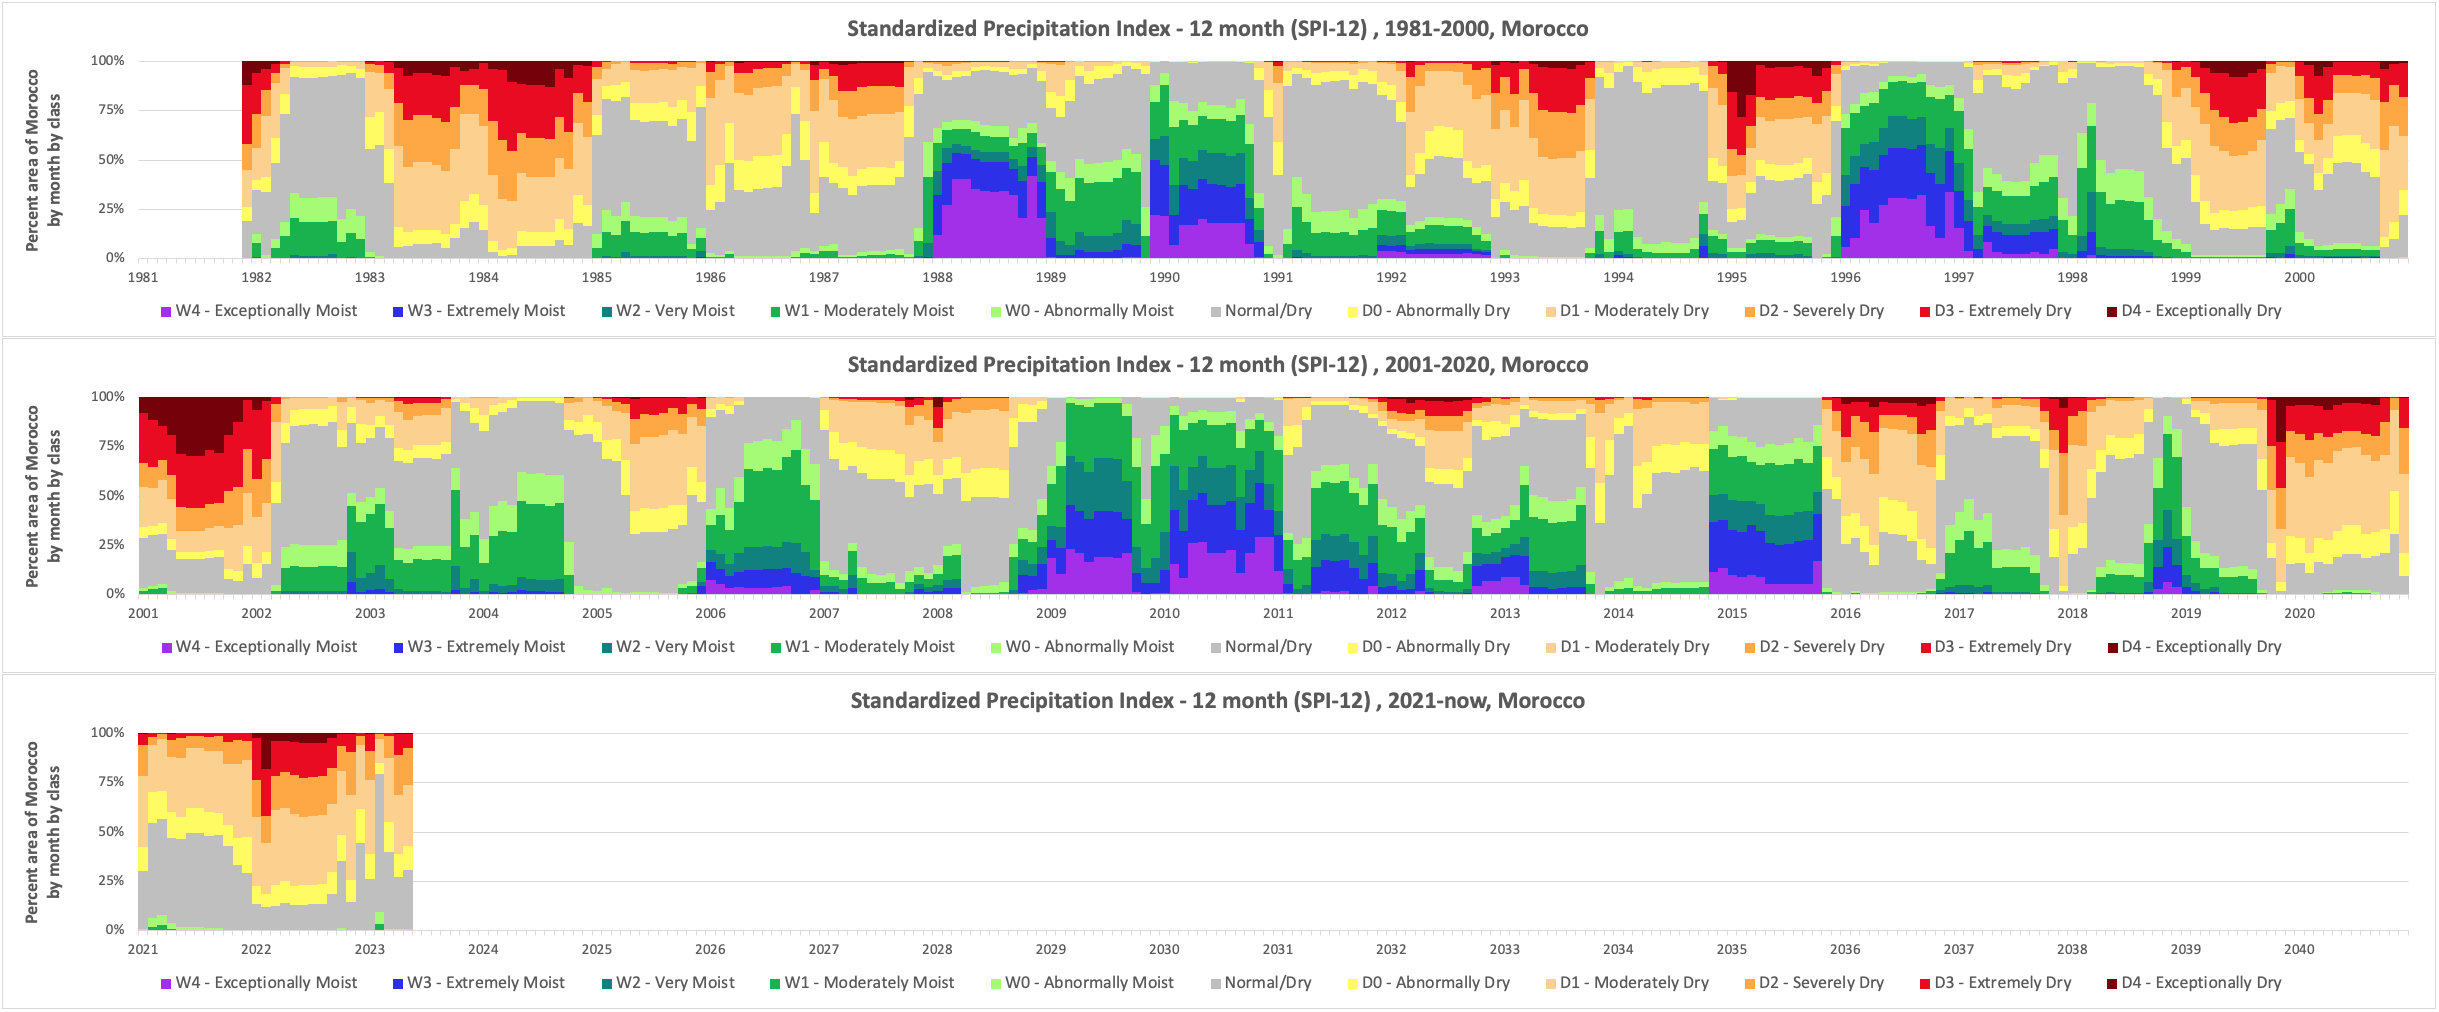 Standardized Precipitation Index - 12 month (SPI-12) , 1981-2000, Morocco
Percent area of Morocco
by month by class
100%
75%
50%
25%
0%
1981 1982 1983 1984 1985 1986 1987 1988 1989 1990 1991 1992 1993 1994 1995 1996 1997 1998 1999 2000
W4 - Exceptionally Moist W3 - Extremely Moist W2 - Very Moist W1 - Moderately Moist W0 - Abnormally Moist Normal/Dry D0 - Abnormally Dry D1 - Moderately Dry D2 - Severely Dry D3 - Extremely Dry D4 - Exceptionally Dry
Standardized Precipitation Index - 12 month (SPI-12) , 2001-2020, Morocco
Percent area of Morocco
by month by class
100%
75%
50%
25%
0%
2001 2002 2003 2004 2005 2006 2007 2008 2009 2010 2011 2012 2013 2014 2015 2016 2017 2018 2019 2020
W4 - Exceptionally Moist W3 - Extremely Moist W2 - Very Moist W1 - Moderately Moist W0 - Abnormally Moist Normal/Dry D0 - Abnormally Dry D1 - Moderately Dry D2 - Severely Dry D3 - Extremely Dry D4 - Exceptionally Dry
Standardized Precipitation Index - 12 month (SPI-12) , 2021-now, Morocco
Percent area of Morocco
by month by class
100%
75%
50%
25%
0%
2021 2022 2023 2024 2025 2026 2027 2028 2029 2030 2031 2032 2033 2034 2035 2036 2037 2038 2039 2040
W4 - Exceptionally Moist W3 - Extremely Moist W2 - Very Moist W1 - Moderately Moist W0 - Abnormally Moist Normal/Dry D0 - Abnormally Dry D1 - Moderately Dry D2 - Severely Dry D3 - Extremely Dry D4 - Exceptionally Dry